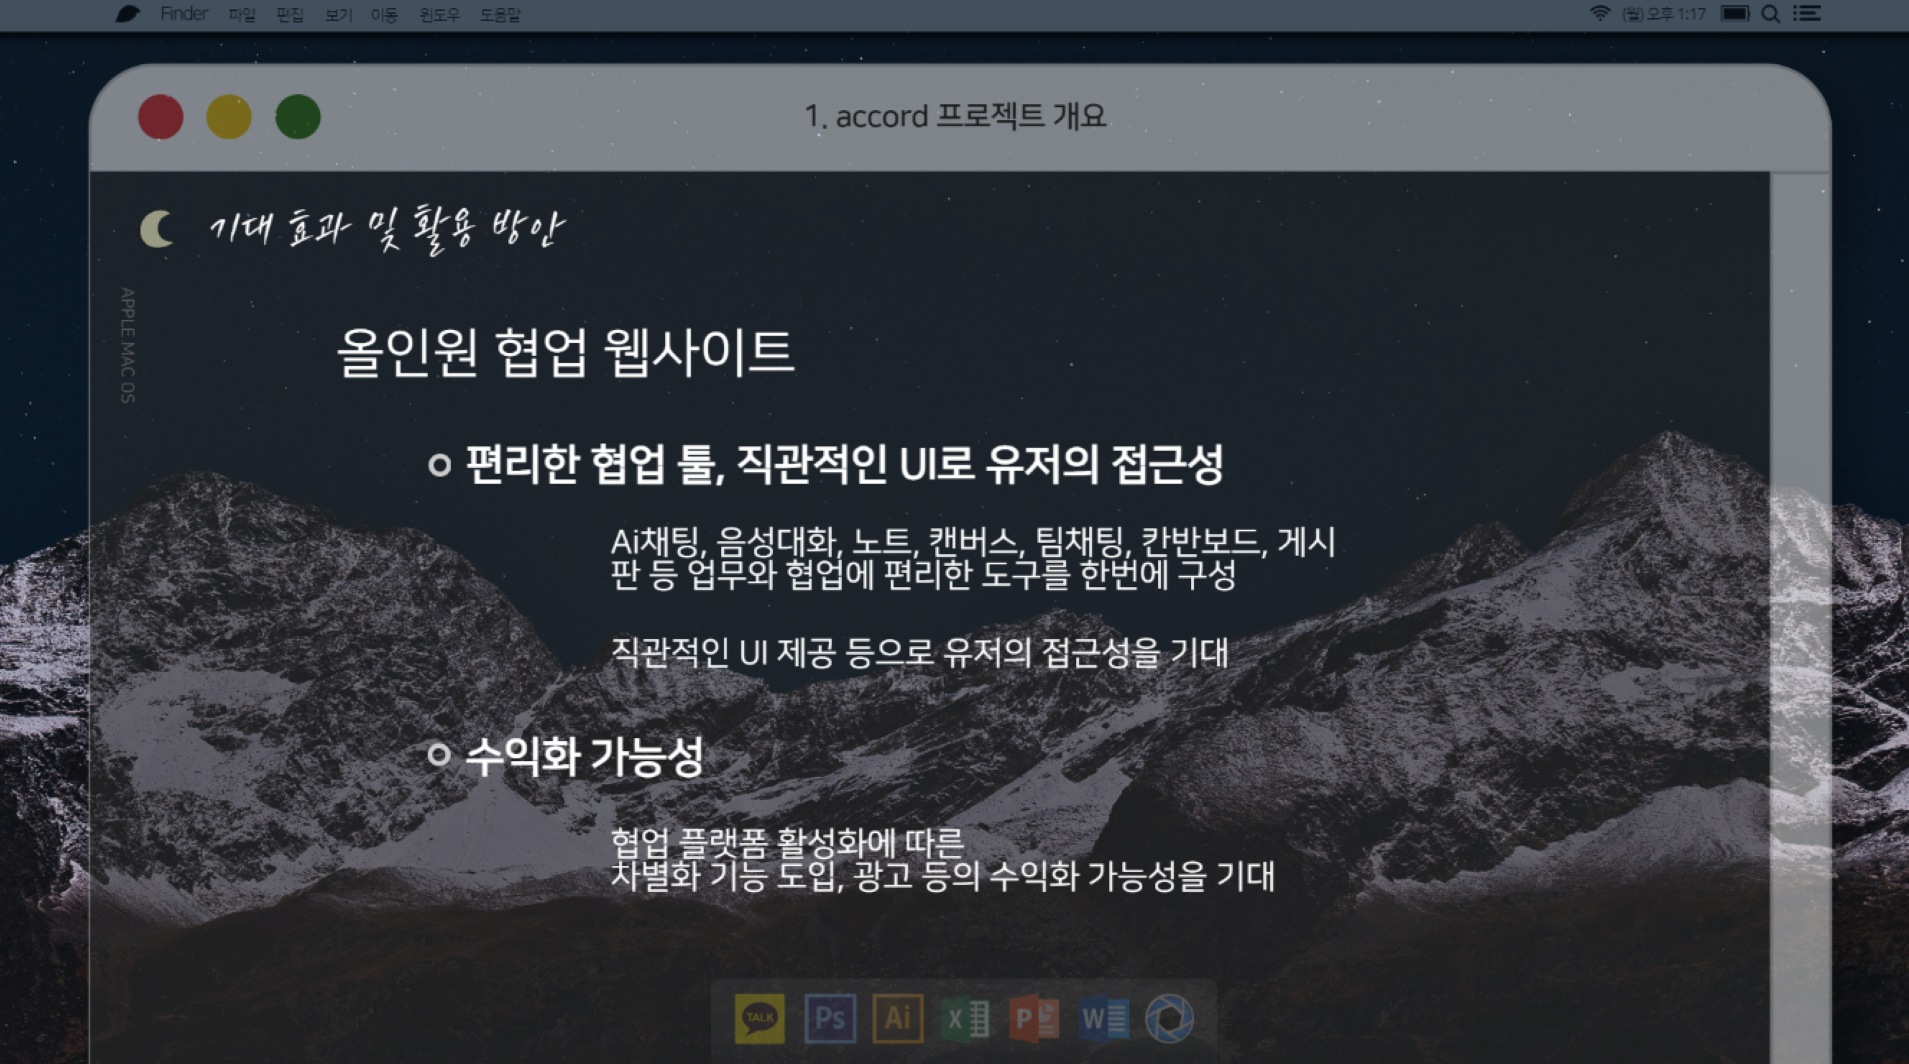 Finder 파일 편집 보기 이동 윈도우 도움말
(월) 오후 1:17
1. accord 프로젝트 개요
기대 효과 및 활용 방안
APPLE.MAC OS
올인원 협업 웹사이트
편리한 협업 툴, 직관적인 UI로 유저의 접근성
Ai채팅, 음성대화, 노트, 캔버스, 팀채팅, 칸반보드, 게시
판 등 업무와 협업에 편리한 도구를 한번에 구성
직관적인 UI 제공 등으로 유저의 접근성을 기대
수익화 가능성
협업 플랫폼 활성화에 따른
차별화 기능 도입, 광고 등의 수익화 가능성을 기대
TALK Ps Ai X P W